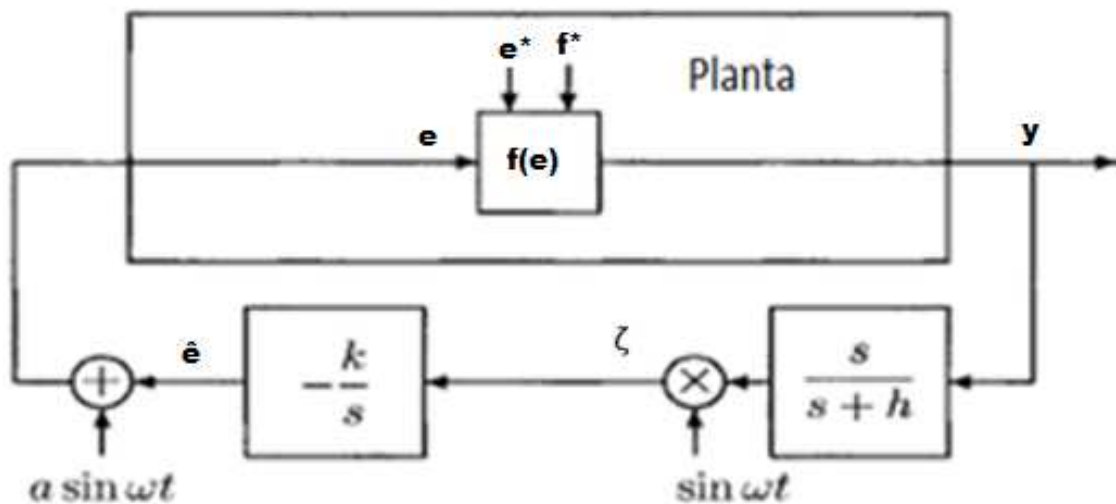 e* f*
Planta
e
f(e)
y
ê
- k/s
ζ
s/(s + h)
+
×
a sin ωt
sin ωt